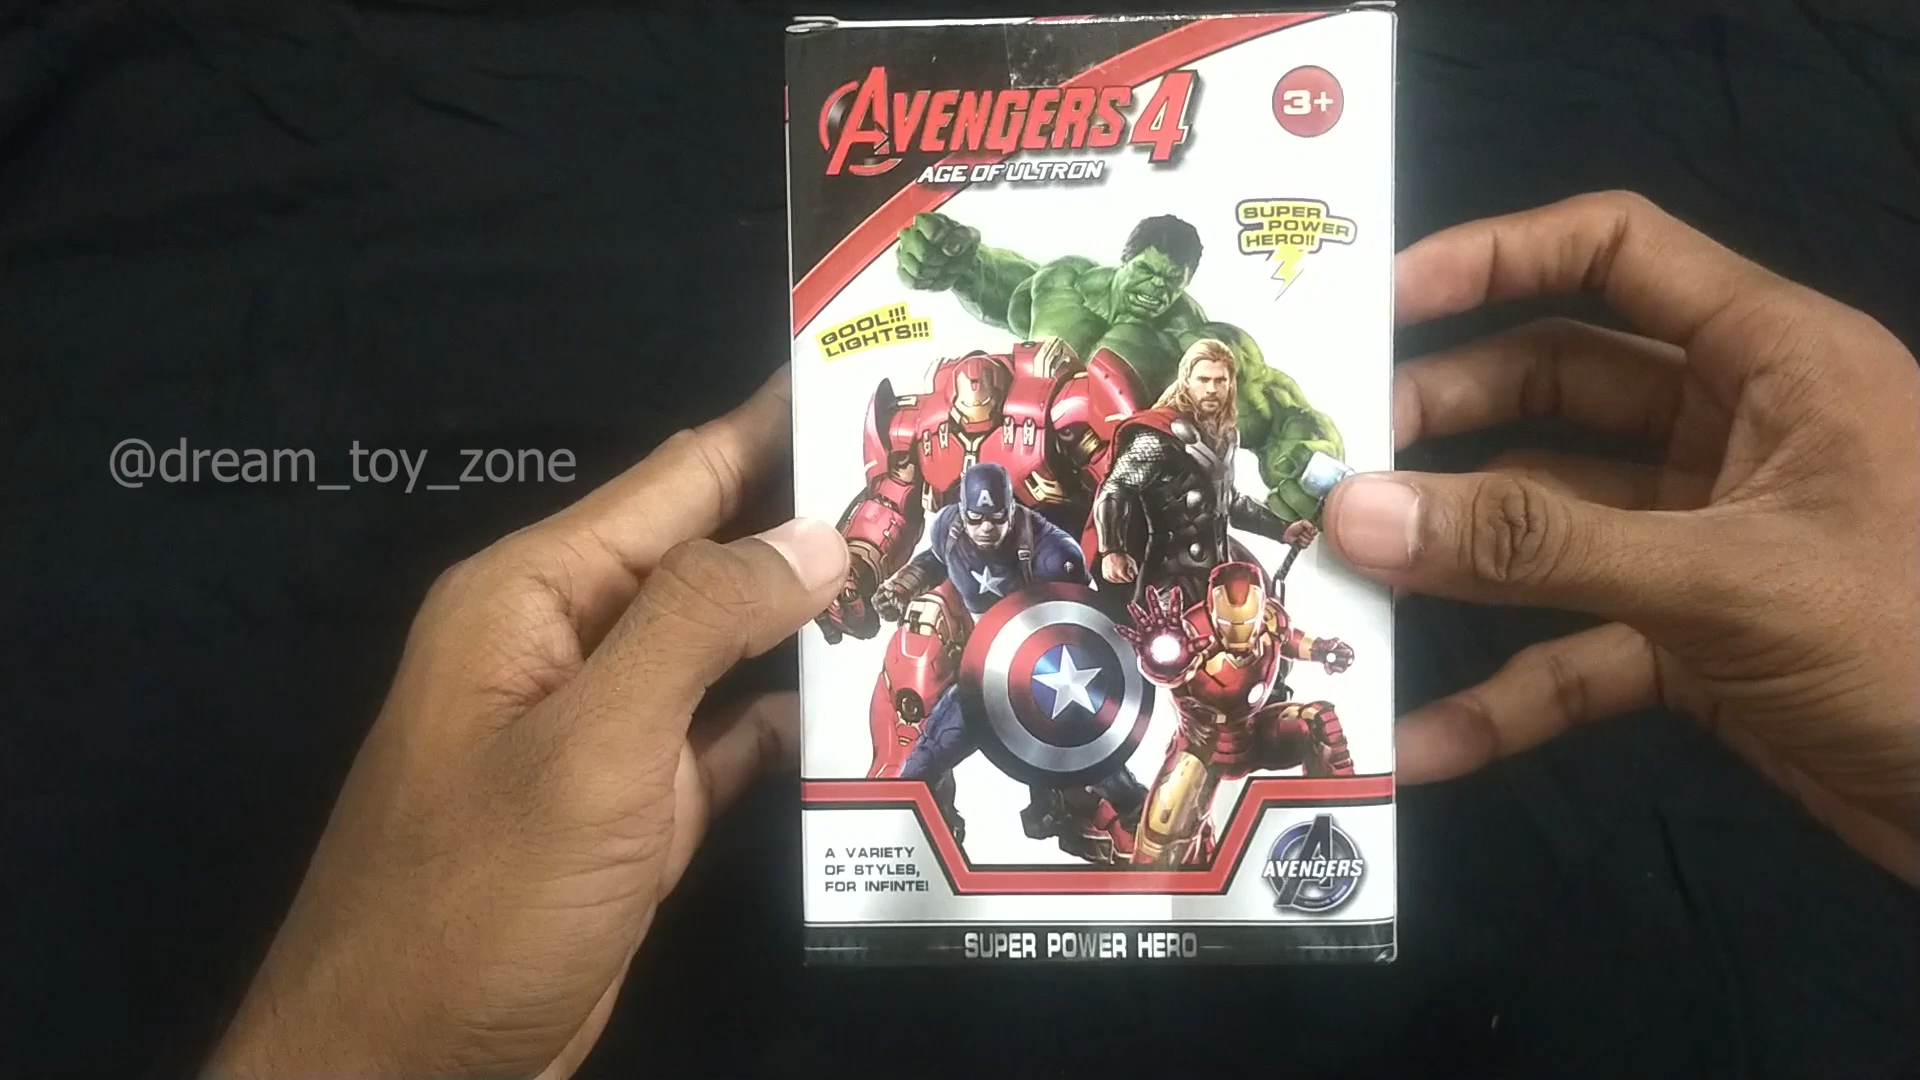 AVENGERS 4
AGE OF ULTRON
3+
SUPER
POWER
HERO!!
GOOL!!!
LIGHTS!!!
@dream_toy_zone
A
A VARIETY
OF STYLES,
FOR INFINTE!
AVENGERS
SUPER POWER HERO